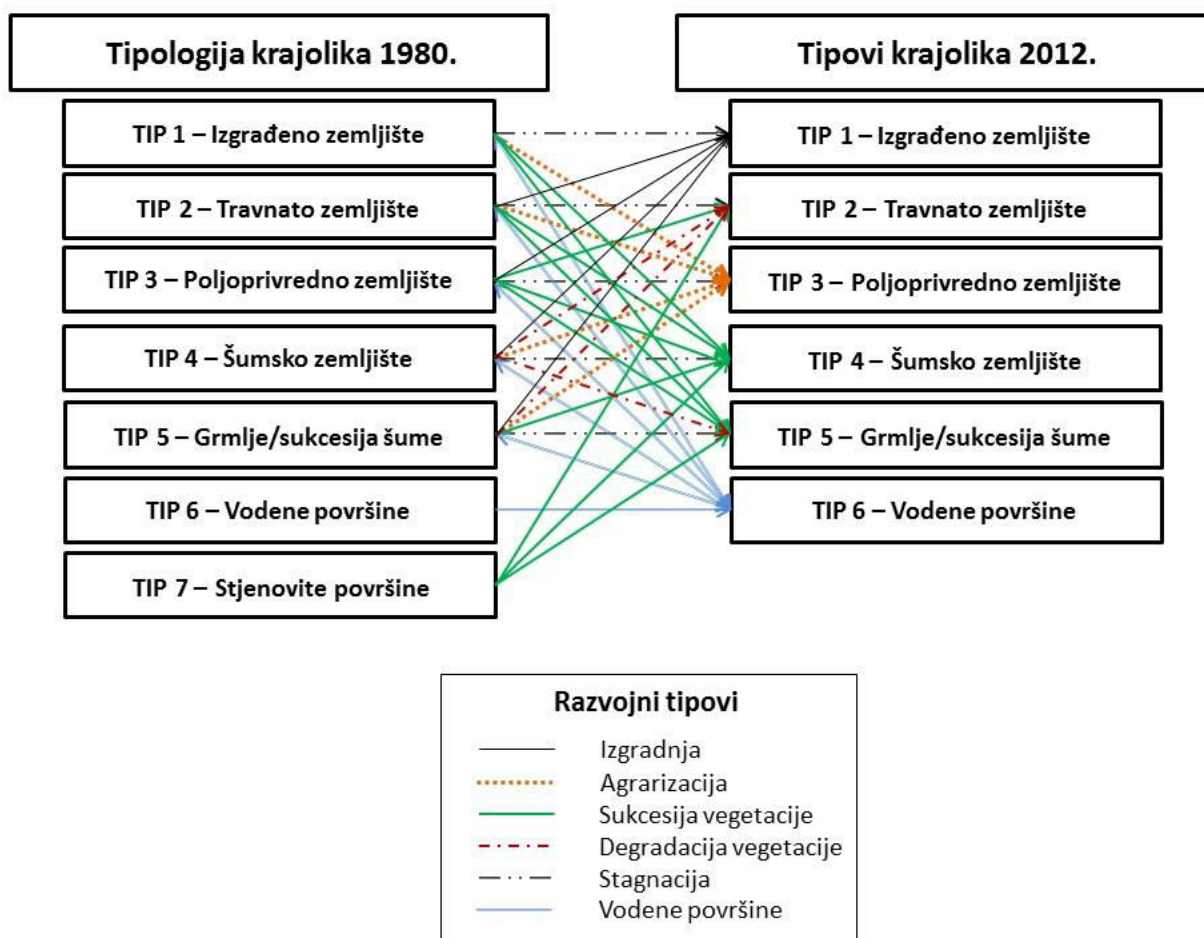 Tipologija krajolika 1980.
TIP 1 – Izgrađeno zemljište
TIP 2 – Travnato zemljište
TIP 3 – Poljoprivredno zemljište
TIP 4 – Šumsko zemljište
TIP 5 – Grmlje/sukcesija šume
TIP 6 – Vodene površine
TIP 7 – Stjenovite površine
Tipovi krajolika 2012.
TIP 1 – Izgrađeno zemljište
TIP 2 – Travnato zemljište
TIP 3 – Poljoprivredno zemljište
TIP 4 – Šumsko zemljište
TIP 5 – Grmlje/sukcesija šume
TIP 6 – Vodene površine
Razvojni tipovi
Izgradnja
Agrarizacija
Sukcesija vegetacije
Degradacija vegetacije
Stagnacija
Vodene površine